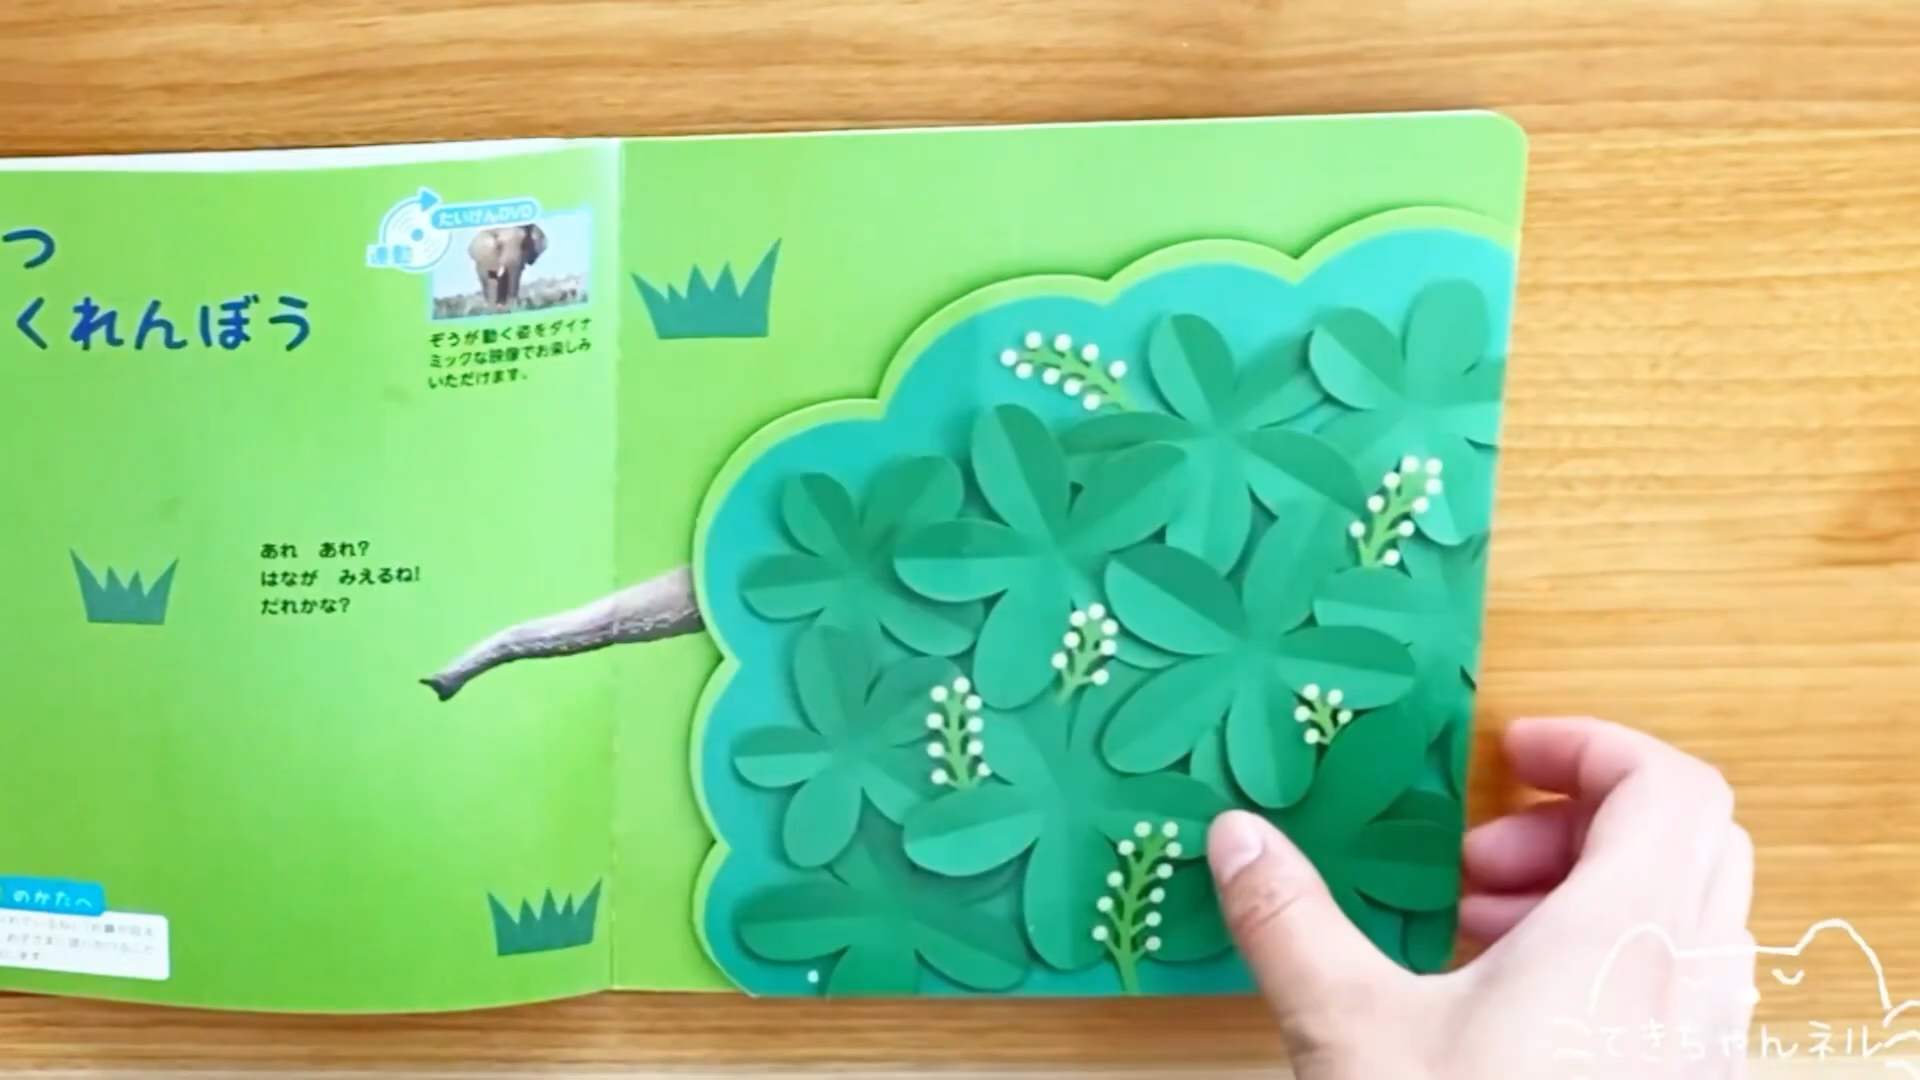 つ
くれんぼう
たいけんDVD
連動
ぞうが動く姿をダイナ
ミックな映像でお楽しみ
いただけます。
あれ あれ?
はなが みえるね!
だれかな?
のかたへ
てきちゃんネル